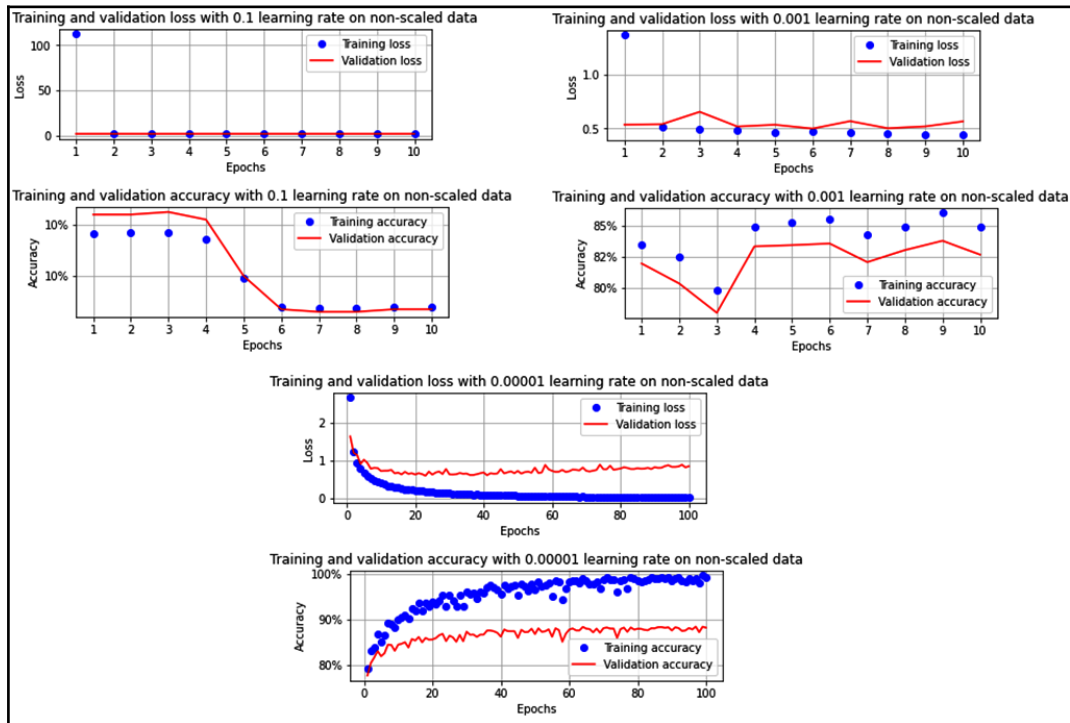 Training and validation loss with 0.1 learning rate on non-scaled data
100
50
0
Loss
Training loss
Validation loss
1 2 3 4 5 6 7 8 9 10
Epochs
Training and validation loss with 0.001 learning rate on non-scaled data
1.0
0.5
Loss
Training loss
Validation loss
1 2 3 4 5 6 7 8 9 10
Epochs
Training and validation accuracy with 0.1 learning rate on non-scaled data
10%
10%
Accuracy
Training accuracy
Validation accuracy
1 2 3 4 5 6 7 8 9 10
Epochs
Training and validation accuracy with 0.001 learning rate on non-scaled data
85%
82%
80%
Accuracy
Training accuracy
Validation accuracy
1 2 3 4 5 6 7 8 9 10
Epochs
Training and validation loss with 0.00001 learning rate on non-scaled data
2
1
0
Loss
Training loss
Validation loss
0 20 40 60 80 100
Epochs
Training and validation accuracy with 0.00001 learning rate on non-scaled data
100%
90%
80%
Accuracy
Training accuracy
Validation accuracy
0 20 40 60 80 100
Epochs